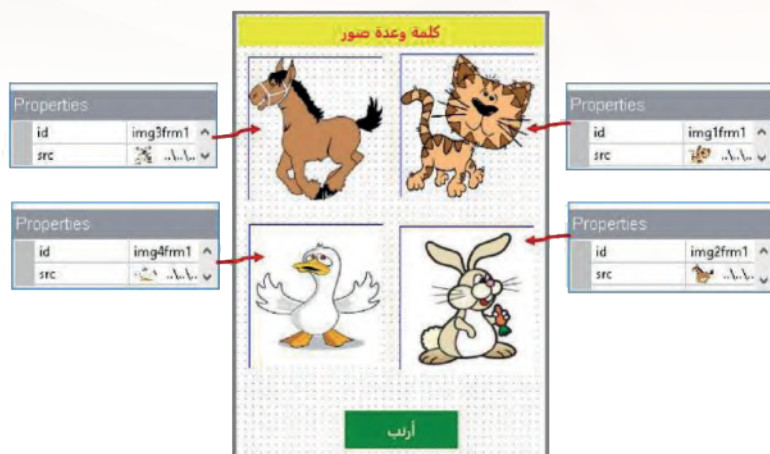 كلمة وعدة صور
Properties
id img3frm1
src ..\..\..
Properties
id img1frm1
src ..\..\..
Properties
id img4frm1
src ..\..\..
Properties
id img2frm1
src ..\..\..
أرنب